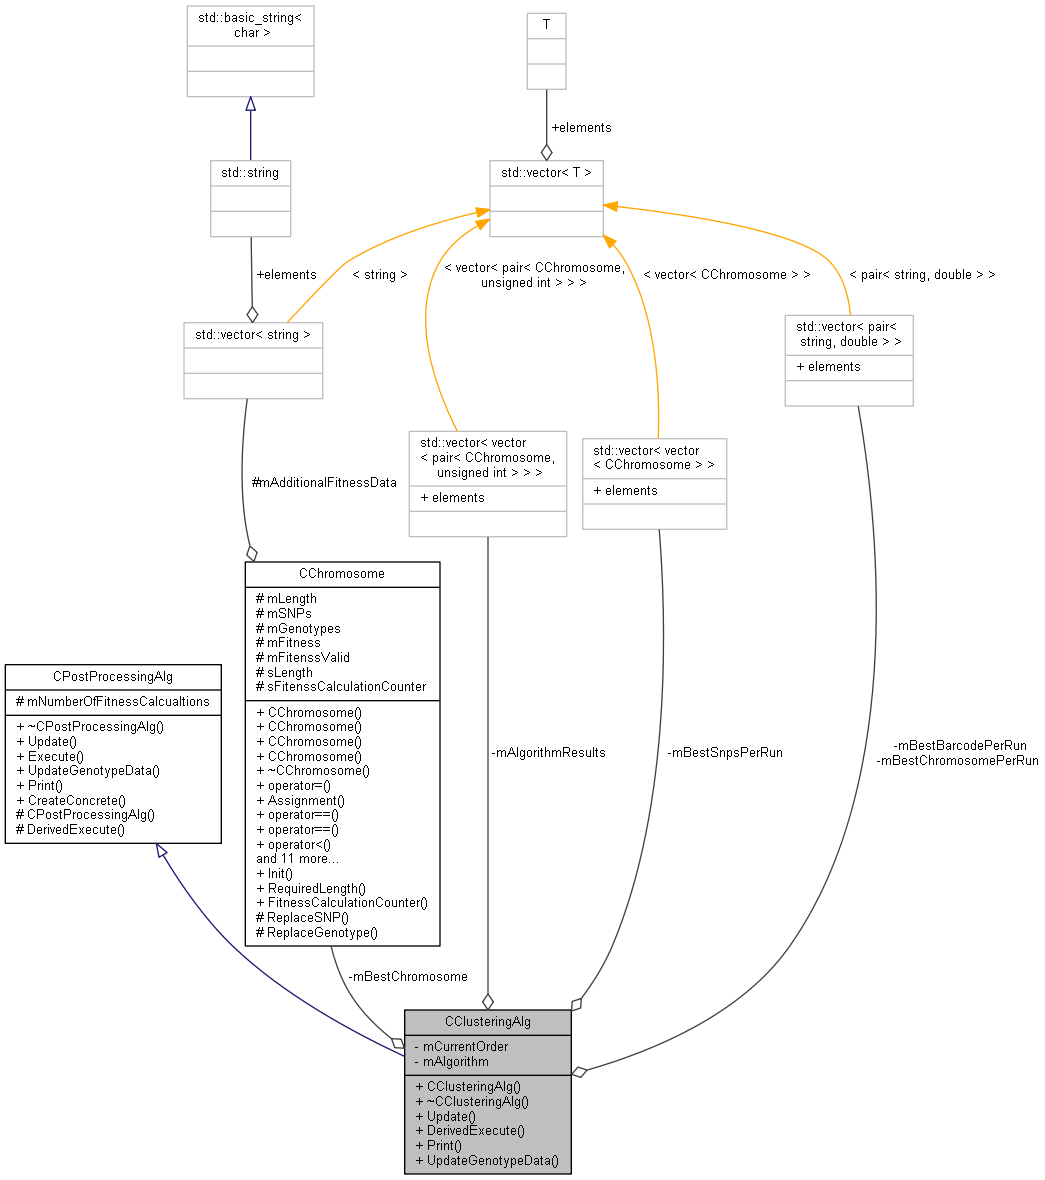 std::basic_string<
char >
T
+elements
std::string
std::vector< T >
+elements
< string >
< vector< pair< CChromosome,
unsigned int > > >
< vector< CChromosome > >
< pair< string, double > >
std::vector< string >
std::vector< pair<
string, double > >
+ elements
std::vector< vector
< pair< CChromosome,
unsigned int > > >
+ elements
std::vector< vector
< CChromosome > >
+ elements
#mAdditionalFitnessData
CChromosome
# mLength
# mSNPs
# mGenotypes
# mFitness
# mFitenssValid
# sLength
# sFitenssCalculationCounter
+ CChromosome()
+ CChromosome()
+ CChromosome()
+ CChromosome()
+ ~CChromosome()
+ operator=()
+ Assignment()
+ operator==()
+ operator==()
+ operator<()
and 11 more...
+ Init()
+ RequiredLength()
+ FitnessCalculationCounter()
# ReplaceSNP()
# ReplaceGenotype()
CPostProcessingAlg
# mNumberOfFitnessCalcualtions
+ ~CPostProcessingAlg()
+ Update()
+ Execute()
+ UpdateGenotypeData()
+ Print()
+ CreateConcrete()
# CPostProcessingAlg()
# DerivedExecute()
-mAlgorithmResults
-mBestSnpsPerRun
-mBestBarcodePerRun
-mBestChromosomePerRun
-mBestChromosome
CClusteringAlg
- mCurrentOrder
- mAlgorithm
+ CClusteringAlg()
+ ~CClusteringAlg()
+ Update()
+ DerivedExecute()
+ Print()
+ UpdateGenotypeData()